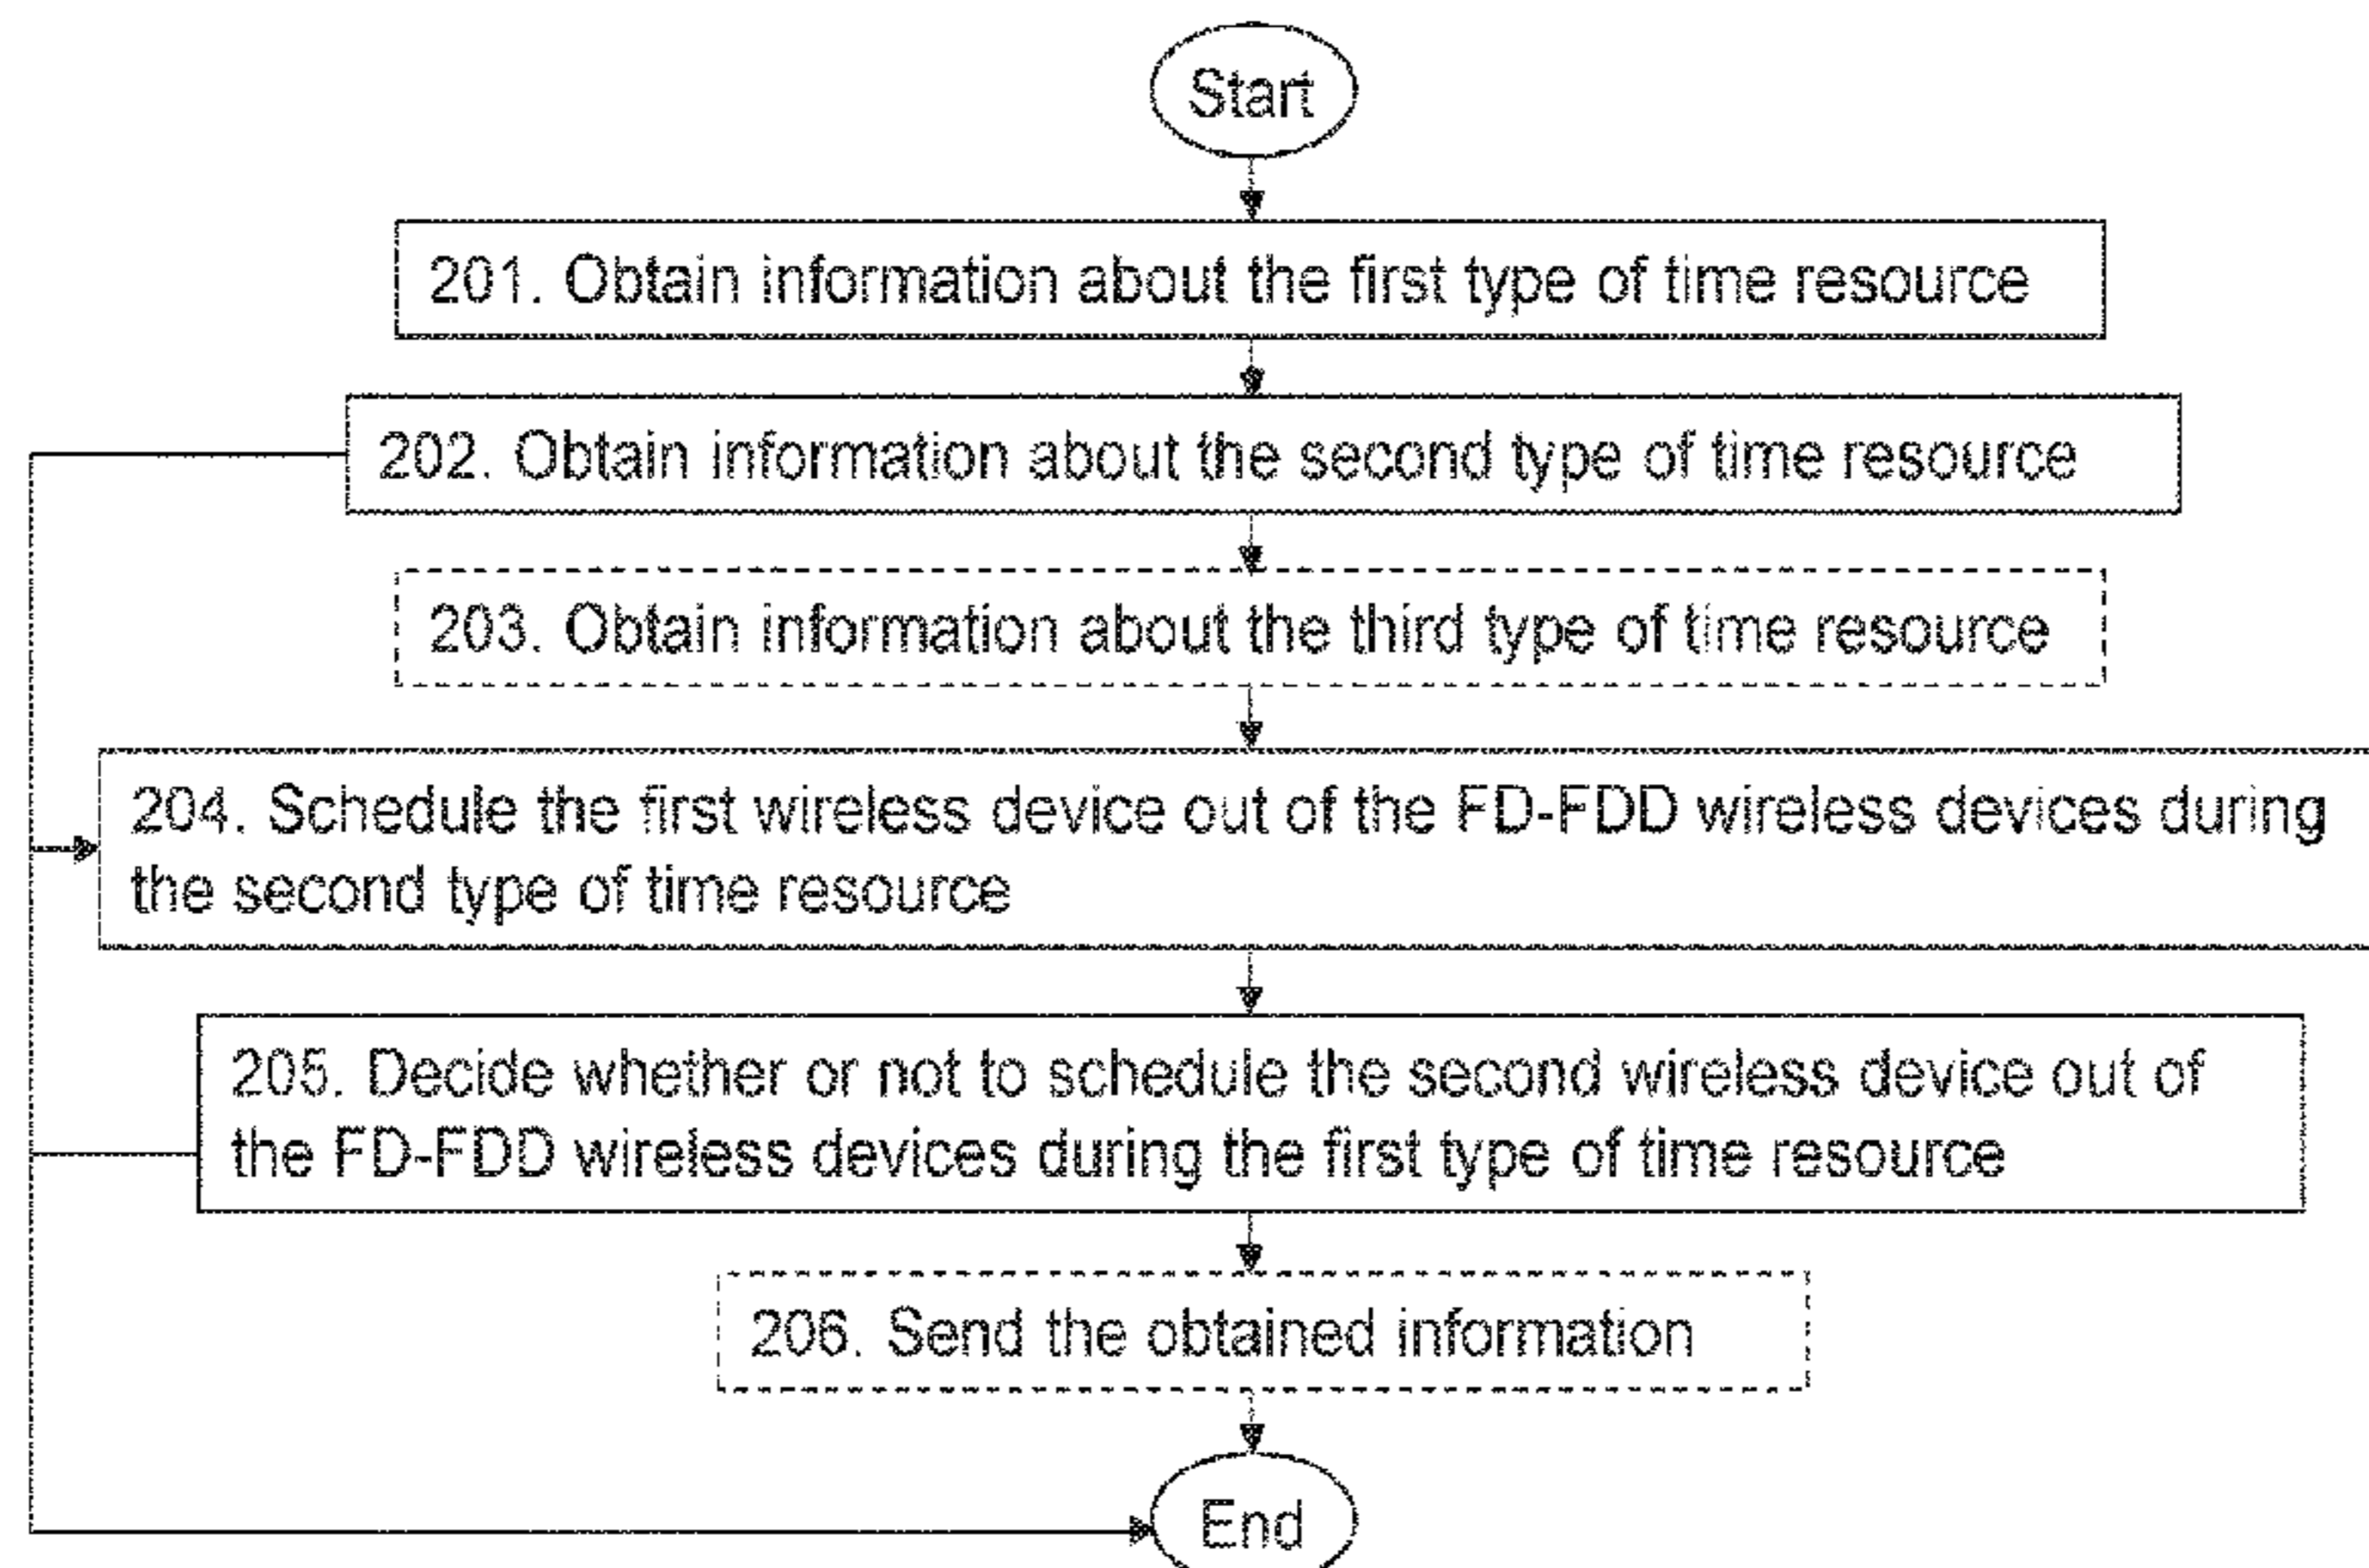 Start
201. Obtain information about the first type of time resource
202. Obtain information about the second type of time resource
203. Obtain information about the third type of time resource
204. Schedule the first wireless device out of the FD-FDD wireless devices during
the second type of time resource
205. Decide whether or not to schedule the second wireless device out of
the FD-FDD wireless devices during the first type of time resource
206. Send the obtained information
End